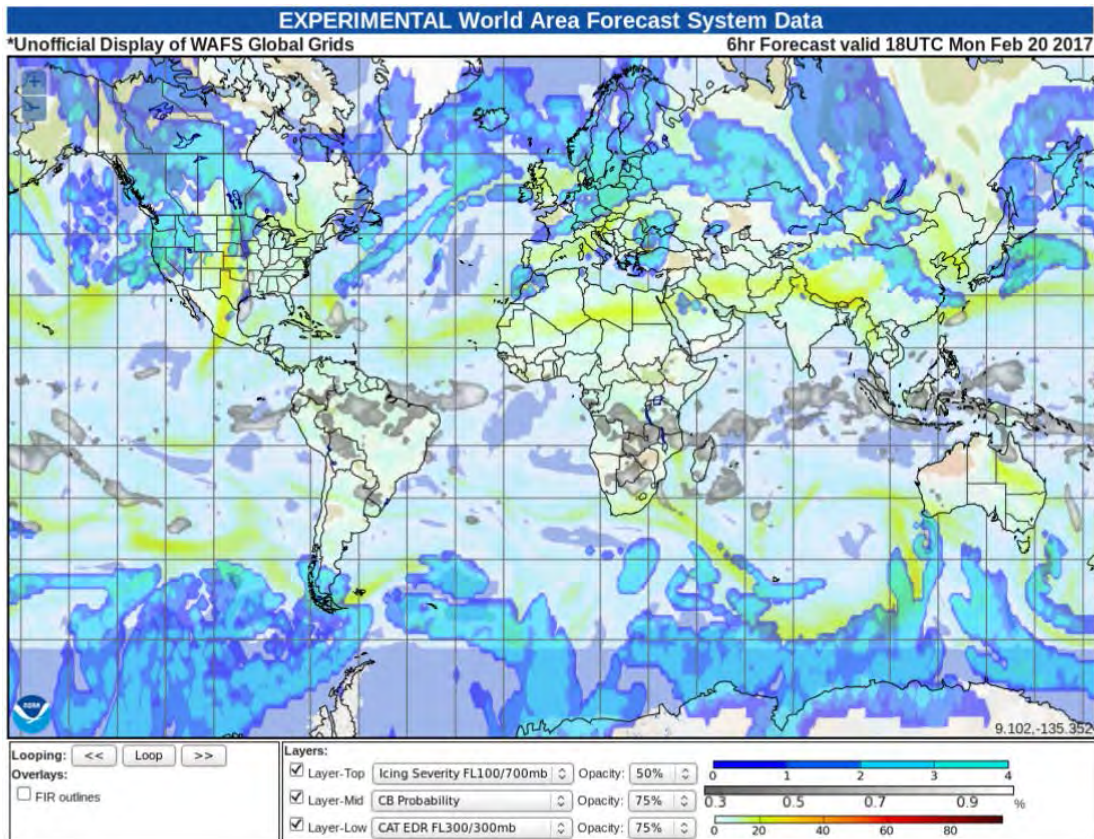 EXPERIMENTAL World Area Forecast System Data
*Unofficial Display of WAFS Global Grids 6hr Forecast valid 18UTC Mon Feb 20 2017
NOAA
9.102,-135.352
Looping: << Loop >>
Overlays:
FIR outlines
Layers:
Layer-Top Icing Severity FL100/700mb Opacity: 50%
0 1 2 3 4
Layer-Mid CB Probability Opacity: 75%
0.3 0.5 0.7 0.9 %
Layer-Low CAT EDR FL300/300mb Opacity: 75%
0 20 40 60 80